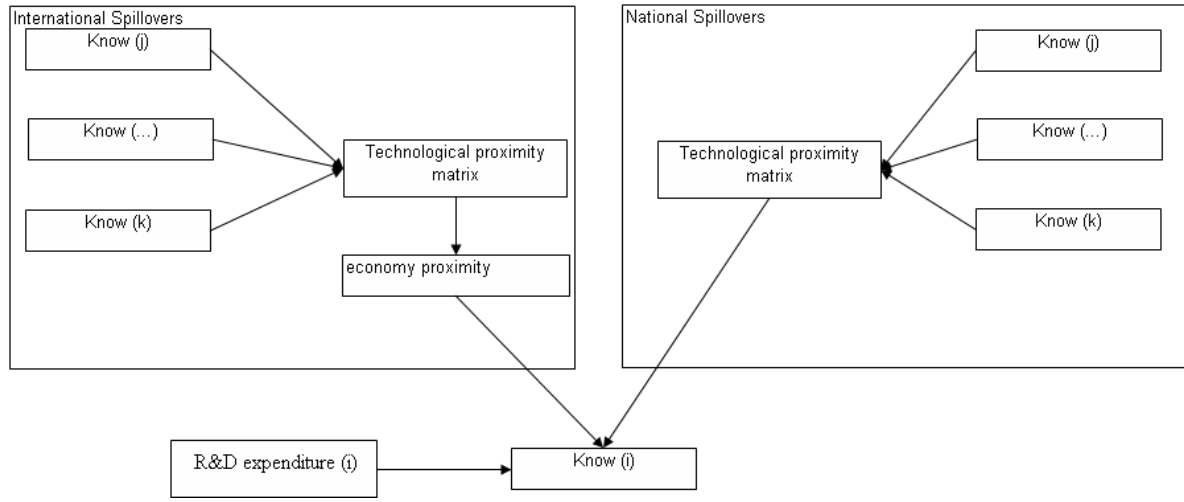 International Spillovers
Know (j)
Know (...)
Know (k)
Technological proximity
matrix
economy proximity
National Spillovers
Know (j)
Know (...)
Know (k)
Technological proximity
matrix
R&D expenditure (i)
Know (i)